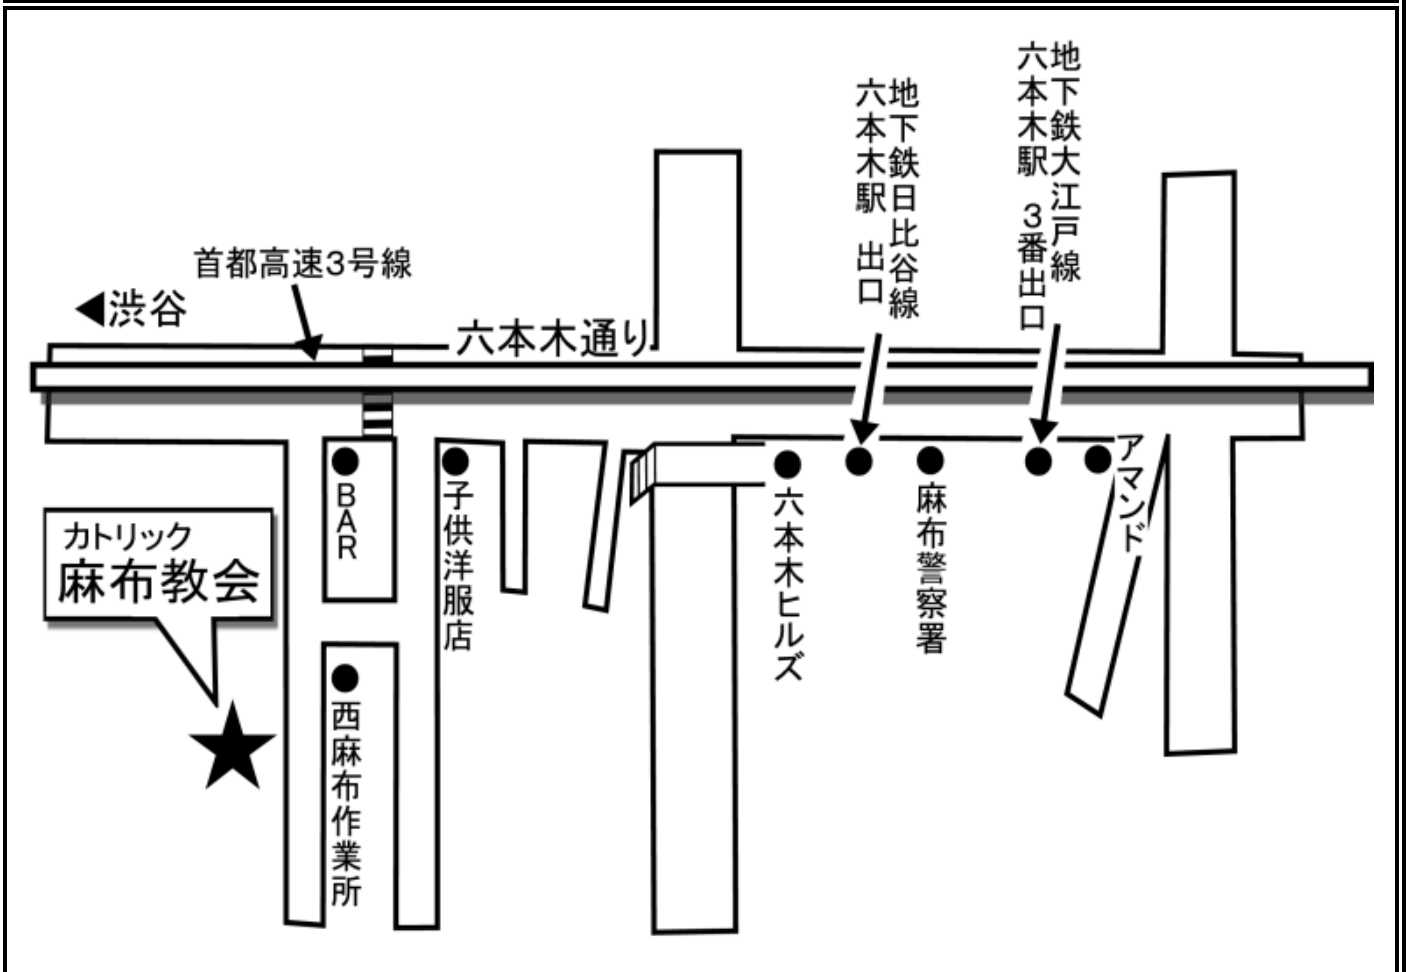 地下鉄大江戸線
六本木駅 3番出口
地下鉄日比谷線
六本木駅 出口
首都高速3号線
◀渋谷
六本木通り
アマンド
麻布警察署
六本木ヒルズ
子供洋服店
BAR
カトリック
麻布教会
西麻布作業所